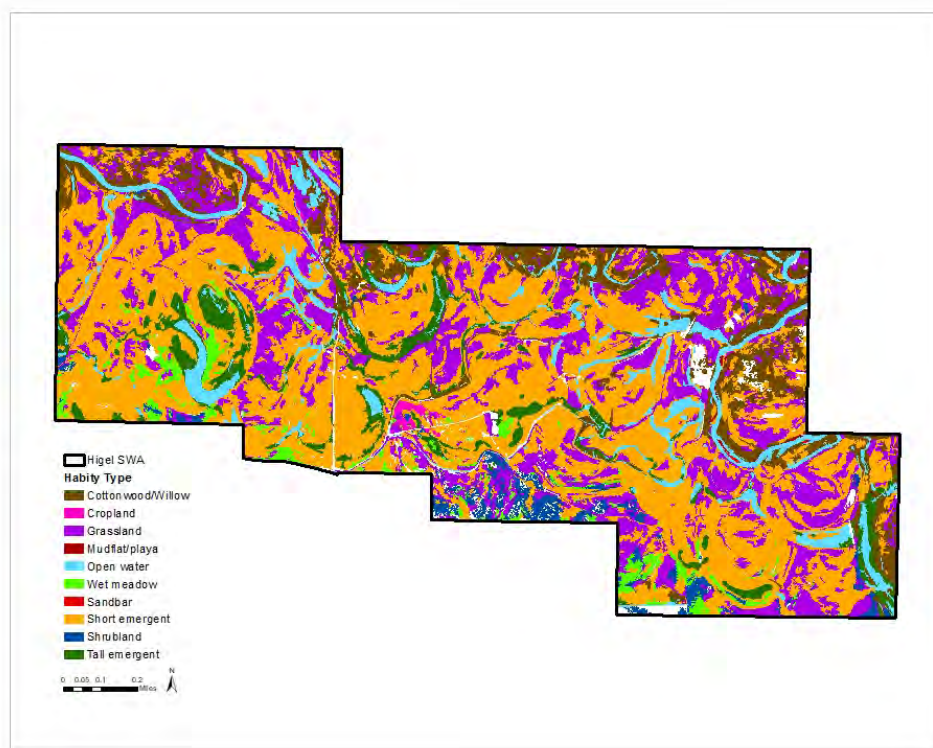 Higel SWA
Habity Type
Cottonwood/Willow
Cropland
Grassland
Mudflat/playa
Open water
Wet meadow
Sandbar
Short emergent
Shrubland
Tall emergent
0 0.05 0.1 0.2
Miles
N